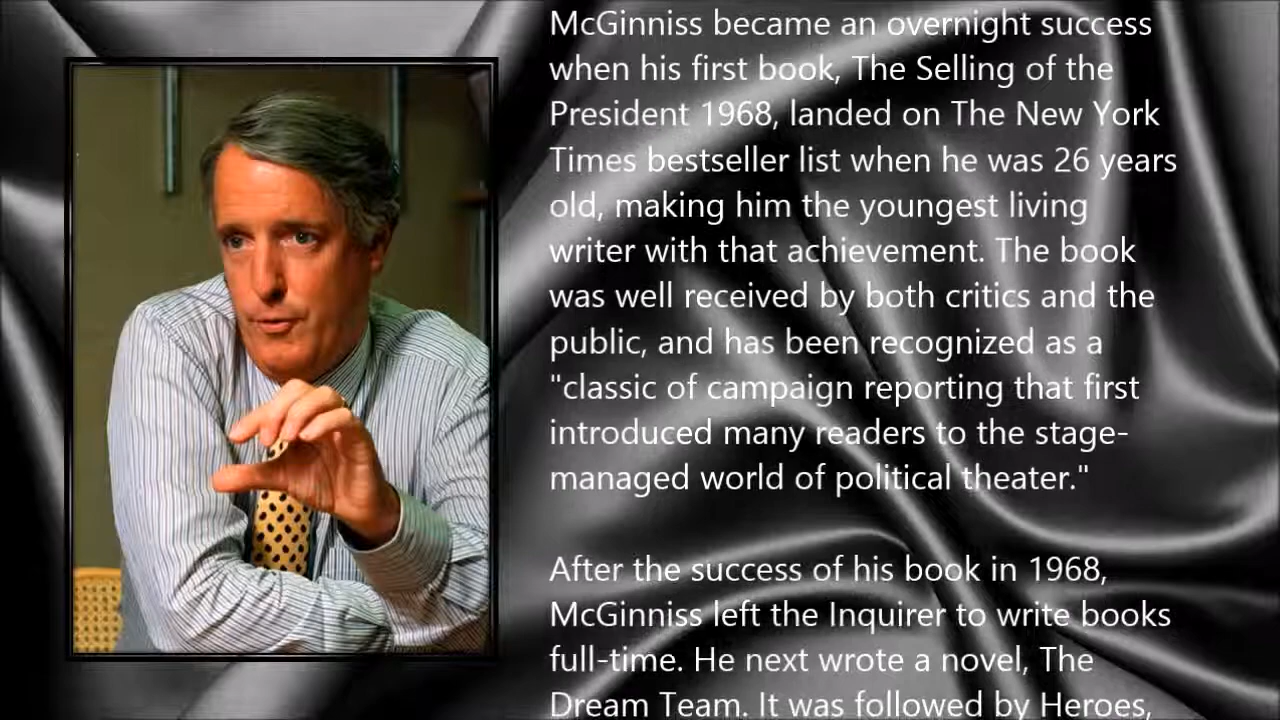 McGinniss became an overnight success
when his first book, The Selling of the
President 1968, landed on The New York
Times bestseller list when he was 26 years
old, making him the youngest living
writer with that achievement. The book
was well received by both critics and the
public, and has been recognized as a
"classic of campaign reporting that first
introduced many readers to the stage-
managed world of political theater."
After the success of his book in 1968,
McGinniss left the Inquirer to write books
full-time. He next wrote a novel, The
Dream Team. It was followed by Heroes,